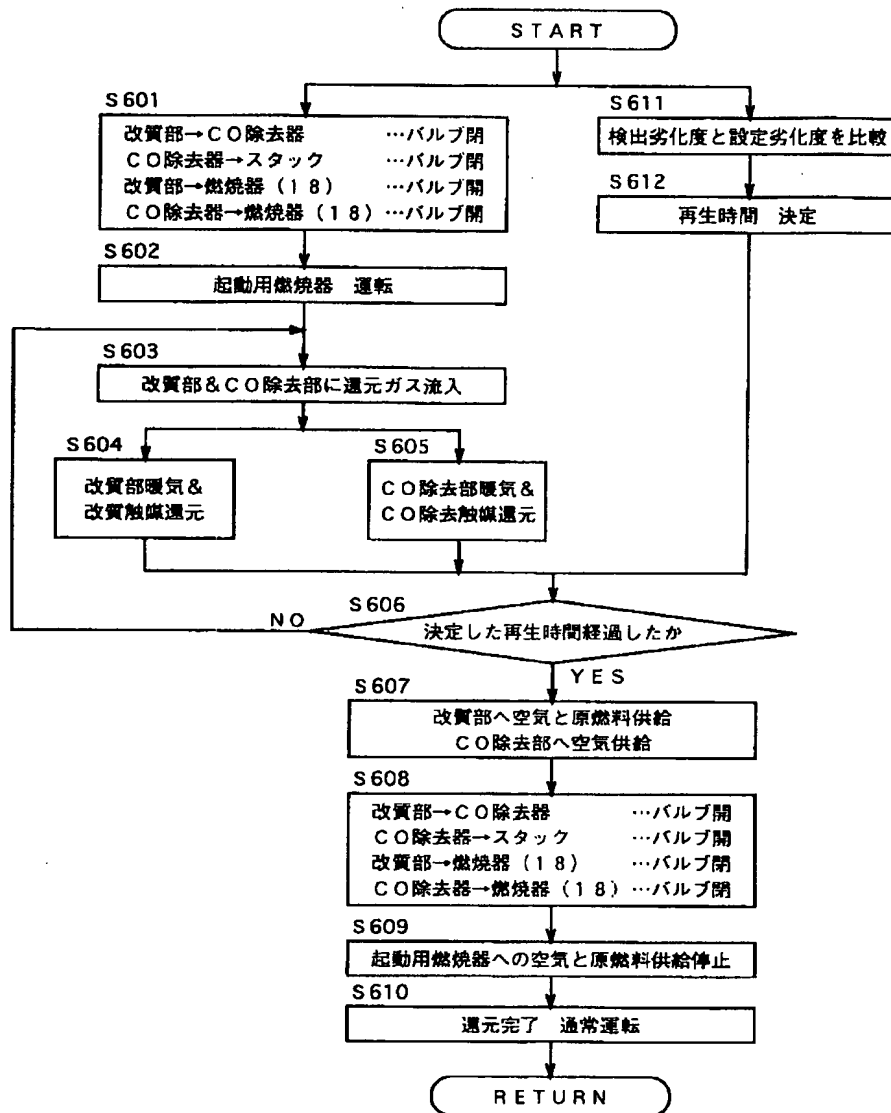 START
S601
改質部→CO除去器 …バルブ閉
CO除去器→スタック …バルブ閉
改質部→燃焼器(18) …バルブ開
CO除去器→燃焼器(18) …バルブ開
S611
検出劣化度と設定劣化度を比較
S612
再生時間 決定
S602
起動用燃焼器 運転
S603
改質部&CO除去部に還元ガス流入
S604
改質部暖気&
改質触媒還元
S605
CO除去部暖気&
CO除去触媒還元
S606
決定した再生時間経過したか
NO
YES
S607
改質部へ空気と原燃料供給
CO除去部へ空気供給
S608
改質部→CO除去器 …バルブ開
CO除去器→スタック …バルブ開
改質部→燃焼器(18) …バルブ閉
CO除去器→燃焼器(18) …バルブ閉
S609
起動用燃焼器への空気と原燃料供給停止
S610
還元完了 通常運転
RETURN